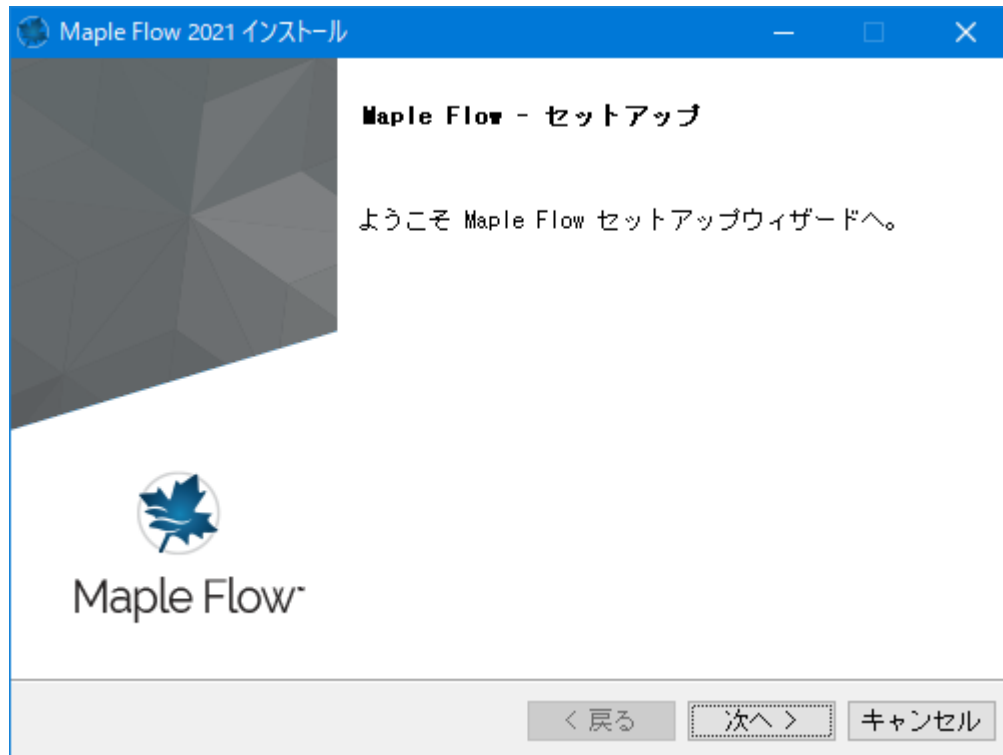 Maple Flow 2021 インストール
Maple Flow - セットアップ
ようこそ Maple Flow セットアップウィザードへ。
Maple Flow™
< 戻る
次へ >
キャンセル